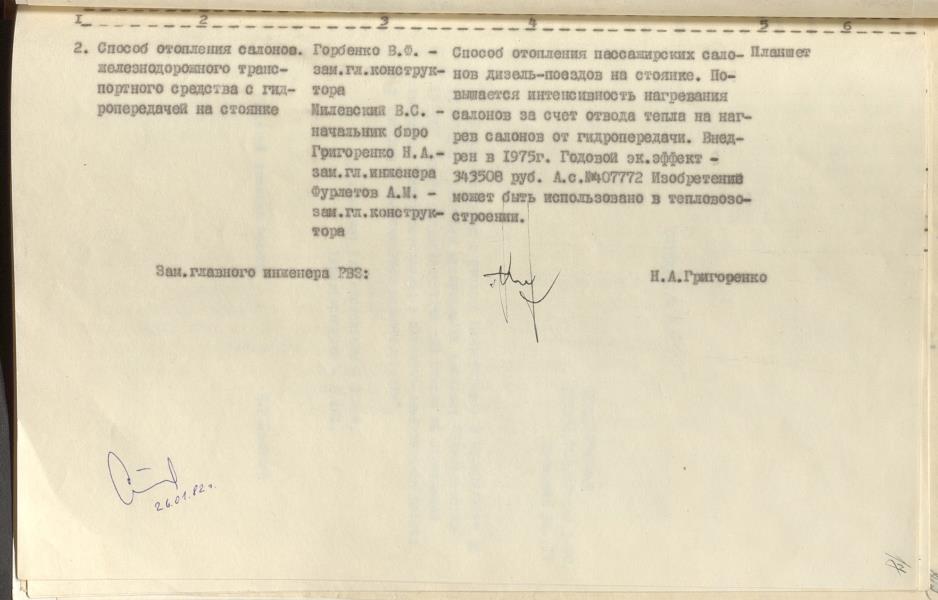 I 2 3 4 5 6
2. Способ отопления салонов.
железнодорожного транс-
портного средства с гид-
ропередачей на стоянке
Горбенко В.Ф. -
зам.гл.конструк-
тора
Милевский В.С. -
начальник бюро
Григоренко Н.А.-
зам.гл.инженера
Фурлетов А.М. -
зам.гл.конструк-
тора
Способ отопления пассажирских сало-
нов дизель-поездов на стоянке. По-
вышается интенсивность нагревания
салонов за счет отвода тепла на наг-
рев салонов от гидропередачи. Внед-
рен в 1975г. Годовой эк.эффект -
343508 руб. А.с.№407772 Изобретение
может быть использовано в тепловозо-
строении.
Планшет
Зам.главного инженера РВЗ:
Н.А.Григоренко
26.01.82 г.